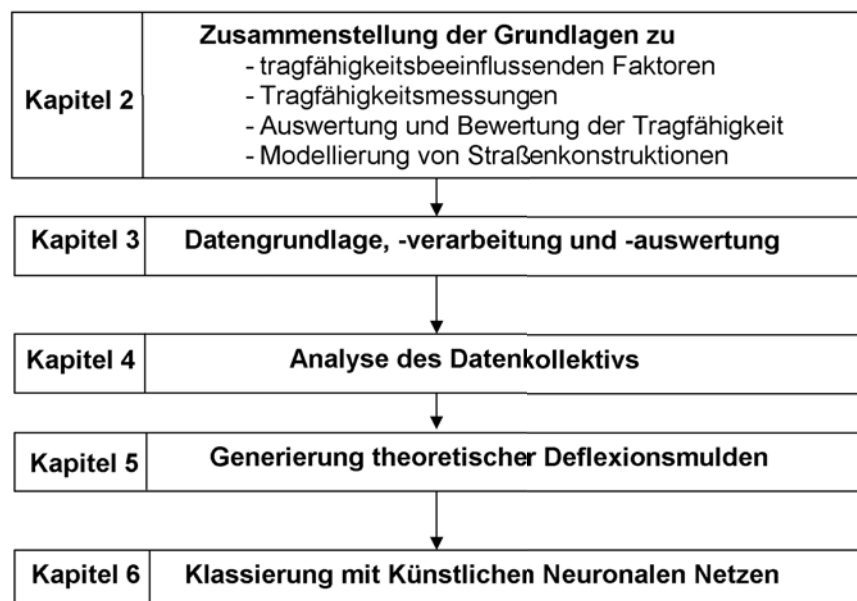 Zusammenstellung der Grundlagen zu
- tragfähigkeitsbeeinflussenden Faktoren
Kapitel 2
- Tragfähigkeitsmessungen
- Auswertung und Bewertung der Tragfähigkeit
- Modellierung von Straßenkonstruktionen
Kapitel 3 Datengrundlage, -verarbeitung und -auswertung
Kapitel 4 Analyse des Datenkollektivs
Kapitel 5 Generierung theoretischer Deflexionsmulden
Kapitel 6 Klassierung mit Künstlichen Neuronalen Netzen